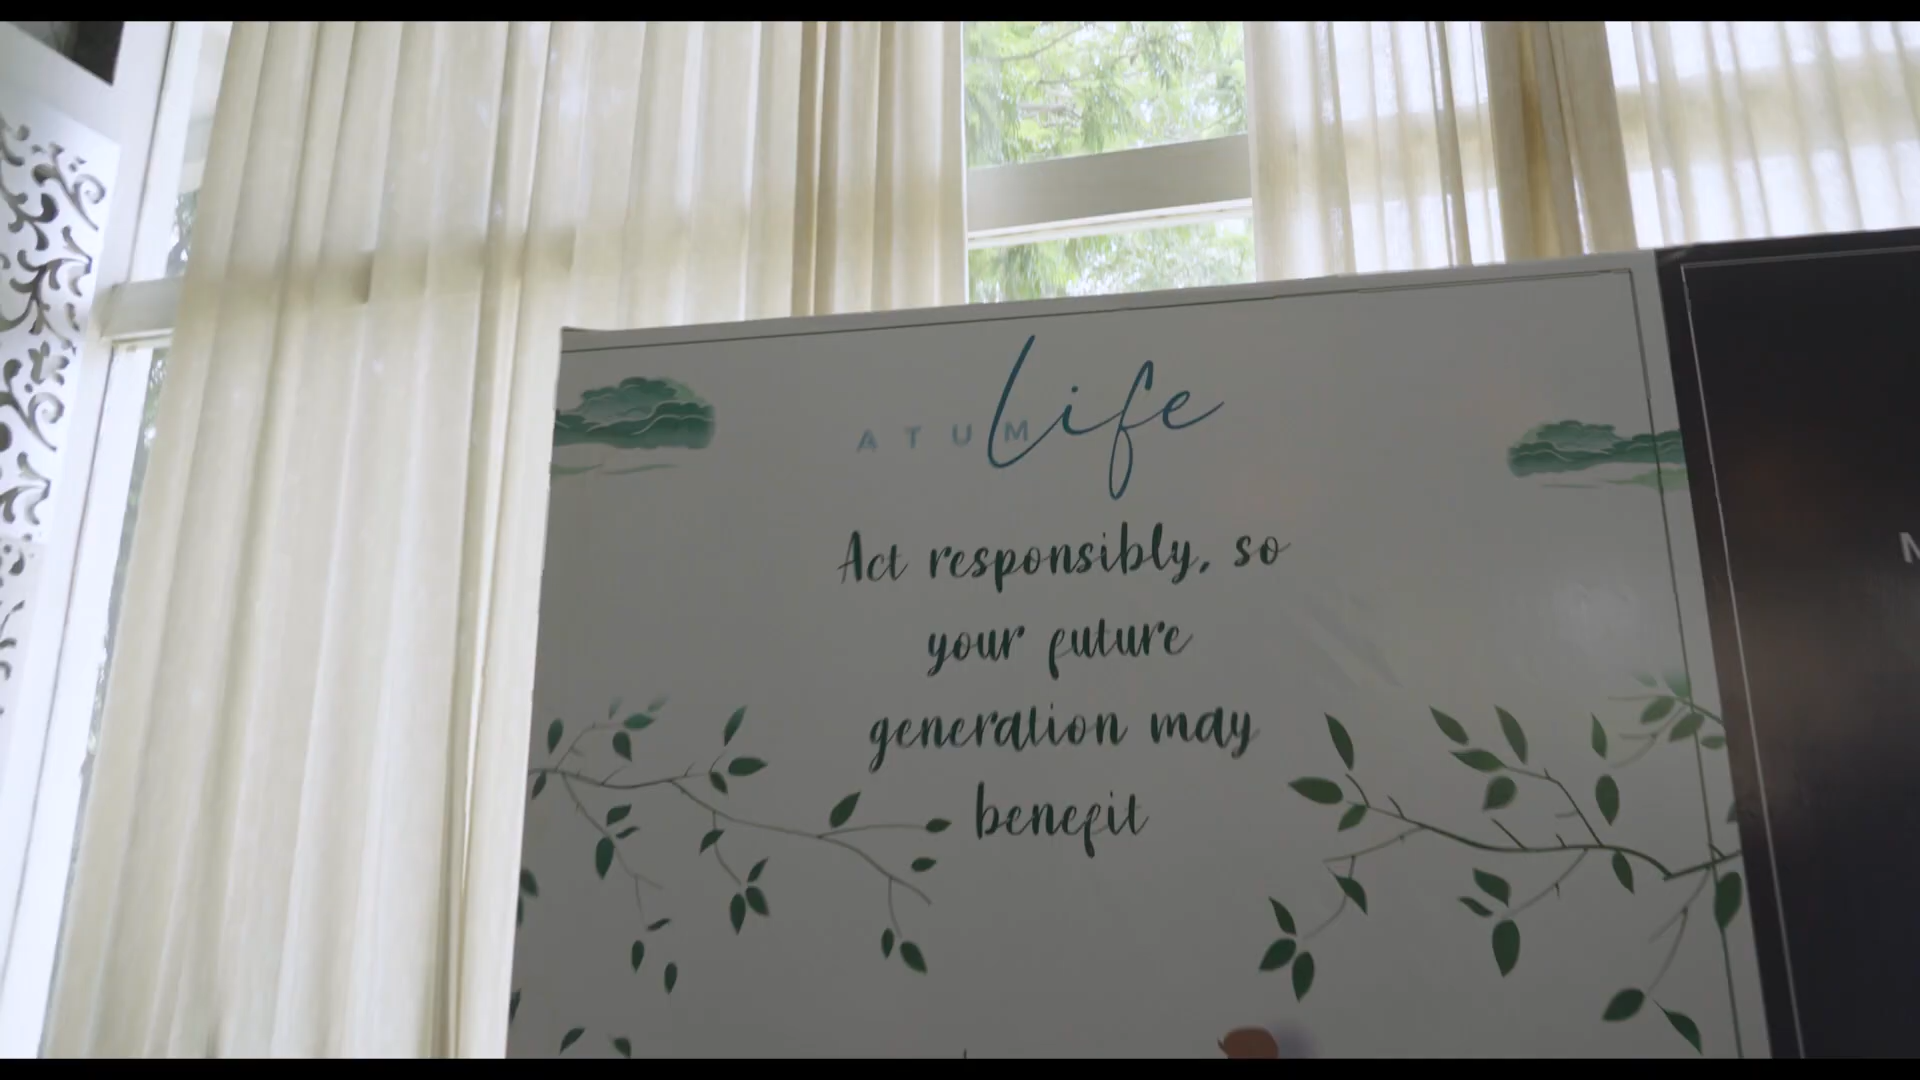 ATUM Life
Act responsibly, so
your future
generation may
benefit